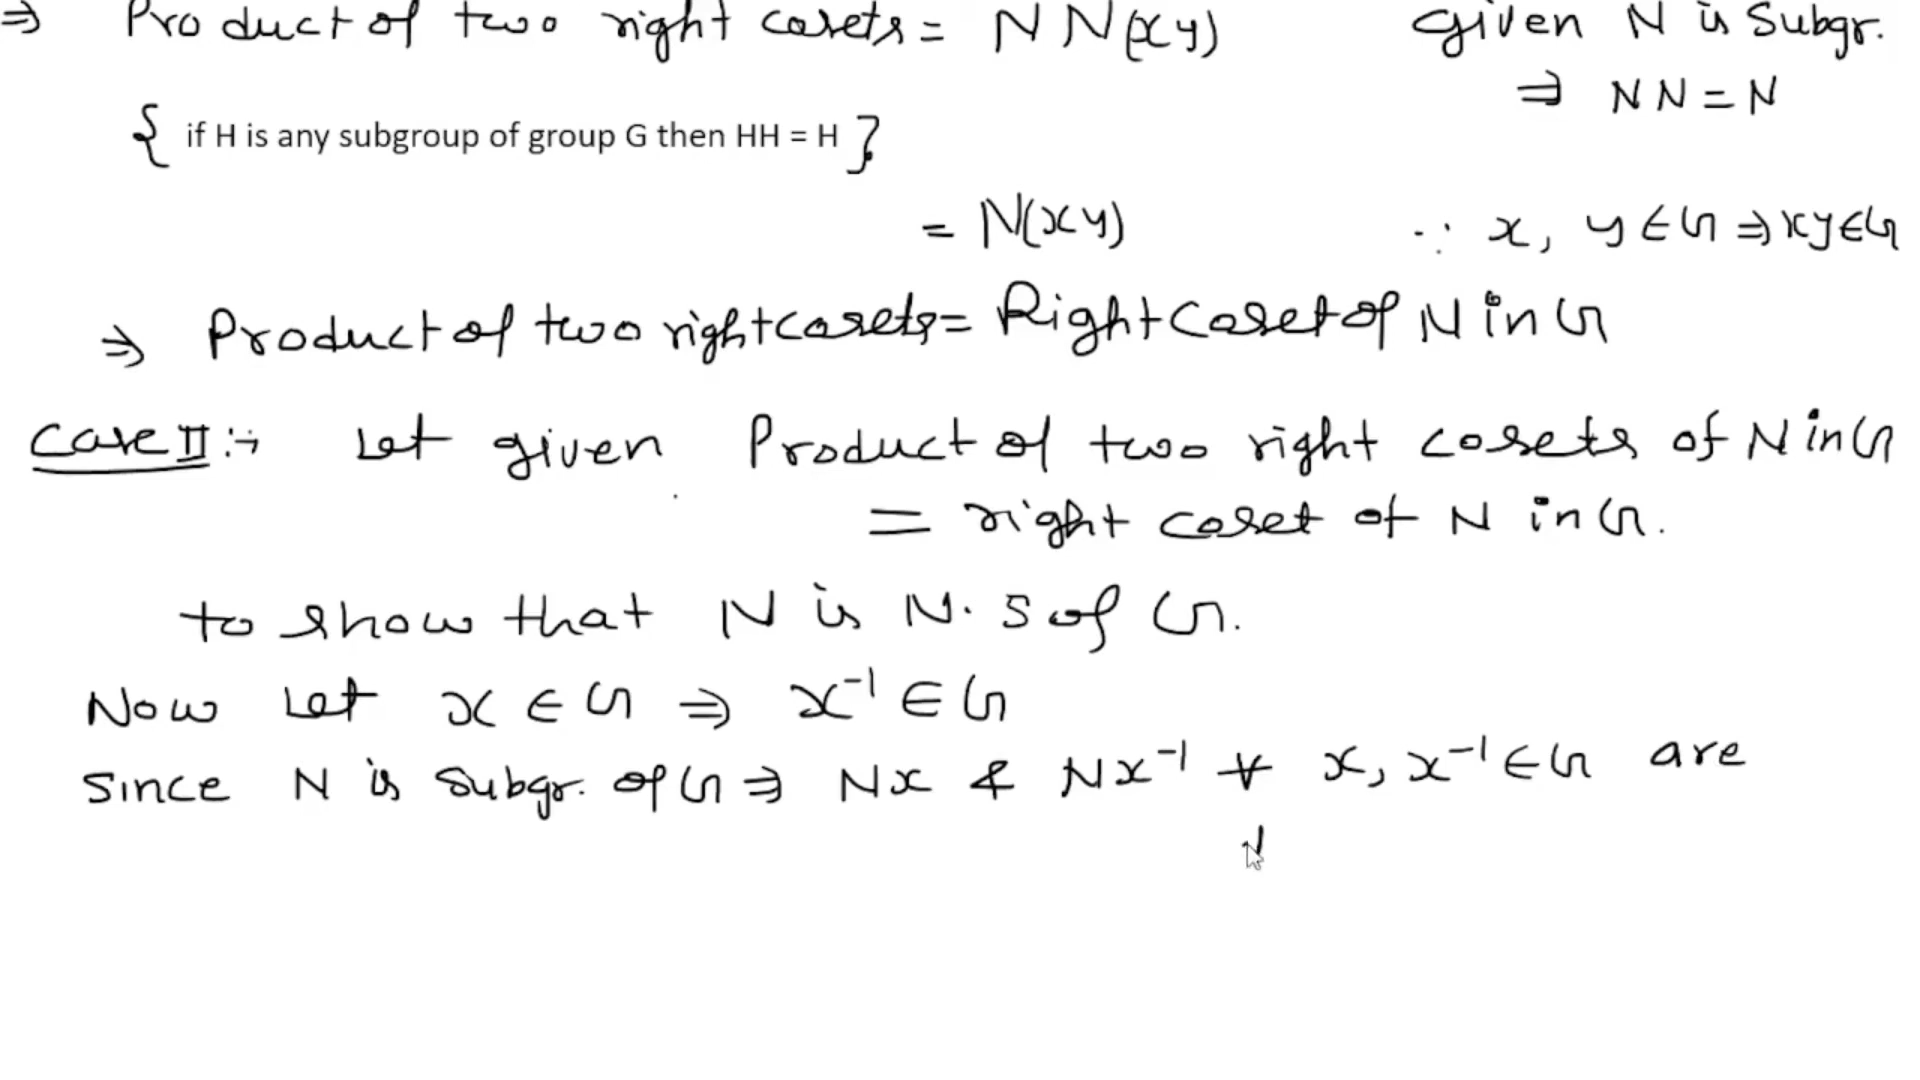 ⇒ Product of two right cosets = NN(xy) given N is Subgr.
⇒ NN = N
{ if H is any subgroup of group G then HH = H }
= N(xy) ∵ x, y ∈ G ⇒ xy ∈ G
⇒ Product of two right cosets = Right Coset of N in G
Case II :→ Let given Product of two right cosets of N in G
= right coset of N in G.
to show that N is N. S of G.
Now Let x ∈ G ⇒ x⁻¹ ∈ G
Since N is Subgr. of G ⇒ Nx & Nx⁻¹ ∀ x, x⁻¹ ∈ G are